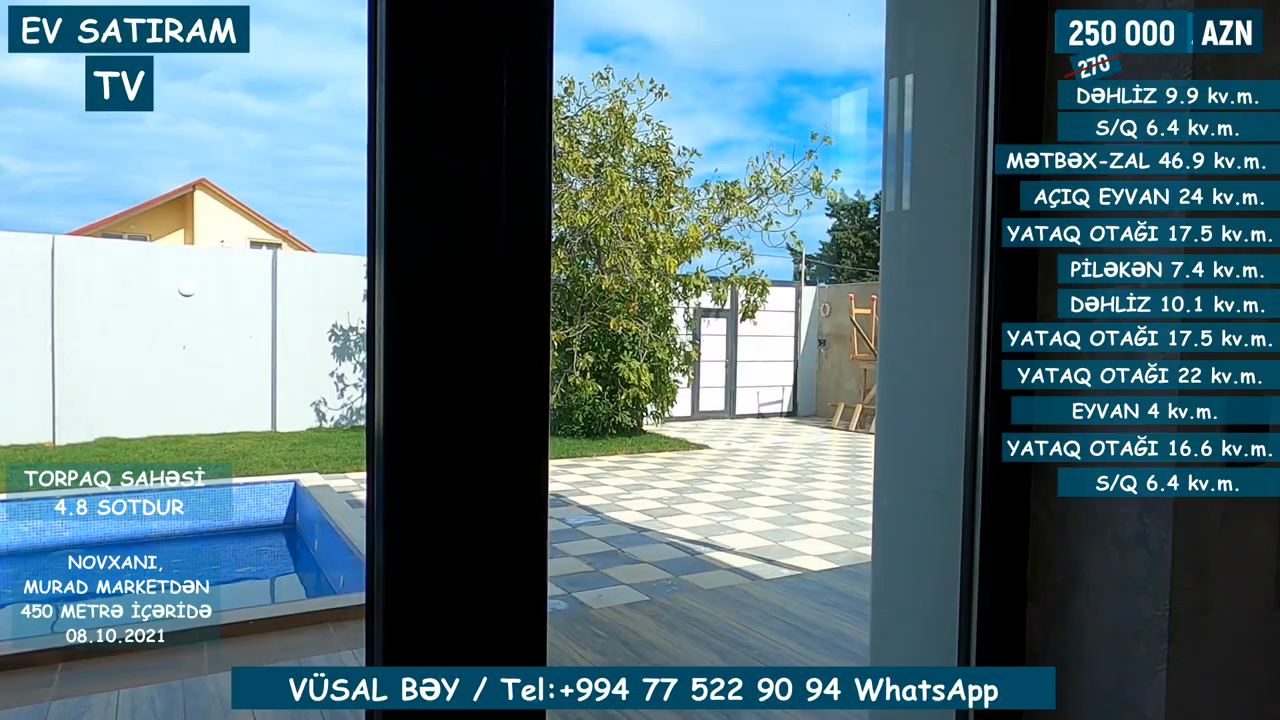 EV SATIRAM
TV
250 000 AZN
270
DƏHLİZ 9.9 kv.m.
S/Q 6.4 kv.m.
MƏTBƏX-ZAL 46.9 kv.m.
AÇIQ EYVAN 24 kv.m.
YATAQ OTAĞI 17.5 kv.m.
PİLƏKƏN 7.4 kv.m.
DƏHLİZ 10.1 kv.m.
YATAQ OTAĞI 17.5 kv.m.
YATAQ OTAĞI 22 kv.m.
EYVAN 4 kv.m.
YATAQ OTAĞI 16.6 kv.m.
S/Q 6.4 kv.m.
TORPAQ SAHƏSİ
4.8 SOTDUR
NOVXANI,
MURAD MARKETDƏN
450 METRƏ İÇƏRİDƏ
08.10.2021
VÜSAL BƏY / Tel:+994 77 522 90 94 WhatsApp